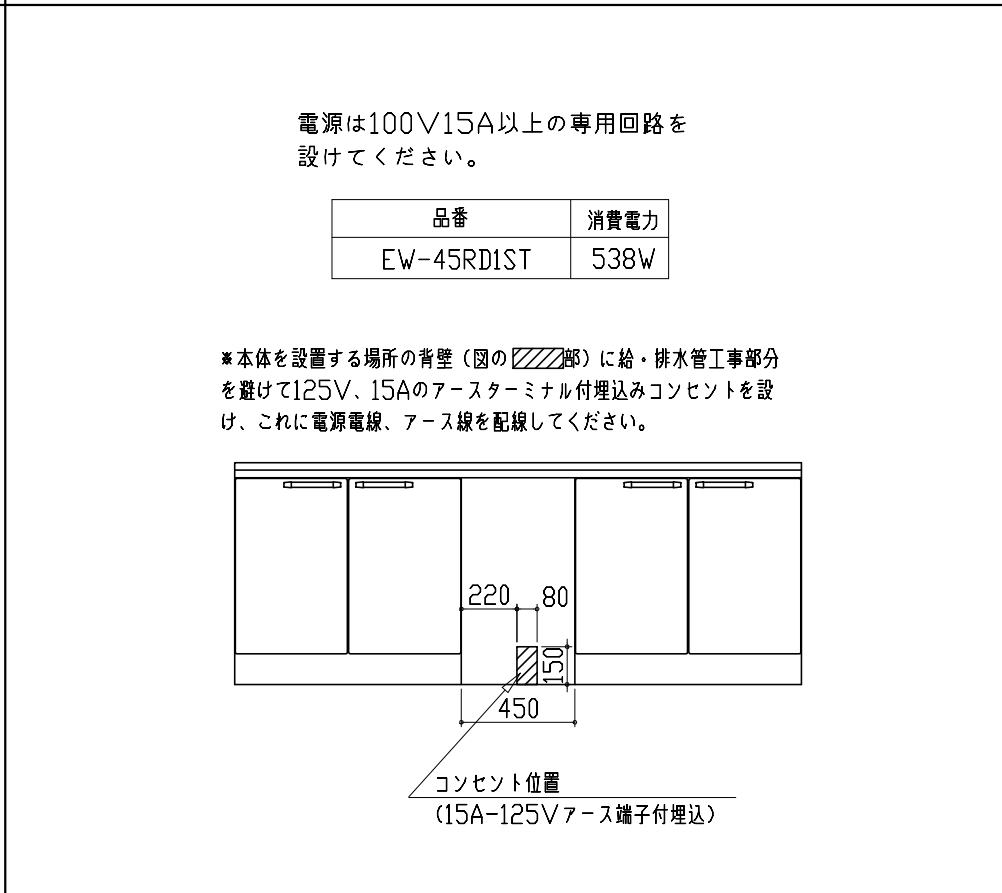 電源は100V15A以上の専用回路を
設けてください。
品番 消費電力
EW-45RD1ST 538W
※本体を設置する場所の背壁（図の 部）に給・排水管工事部分
を避けて125V、15Aのアースターミナル付埋込みコンセントを設
け、これに電源電線、アース線を配線してください。
220 80
150
450
コンセント位置
（15A-125Vアース端子付埋込）